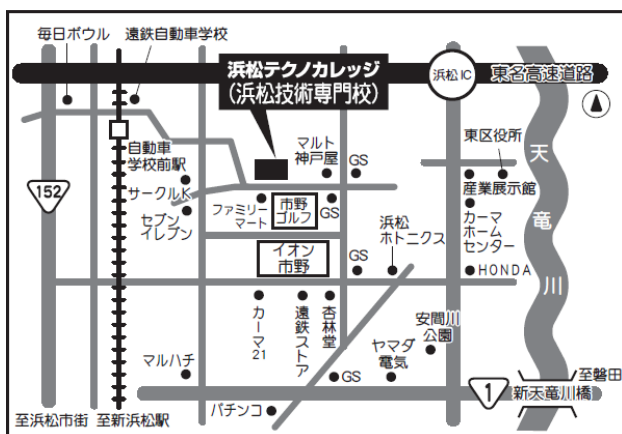 毎日ボウル
遠鉄自動車学校
浜松テクノカレッジ
(浜松技術専門校)
浜松IC
東名高速道路
自動車
学校前駅
マルト
神戸屋
GS
東区役所
天竜川
152
サークルK
セブン
イレブン
ファミリー
マート
市野
ゴルフ
GS
産業展示館
カーマ
ホーム
センター
浜松
ホトニクス
イオン
市野
GS
HONDA
カーマ21
遠鉄ストア
杏林堂
安間川
公園
マルハチ
ヤマダ
電気
GS
1
至磐田
新天竜川橋
至浜松市街
至新浜松駅
パチンコ